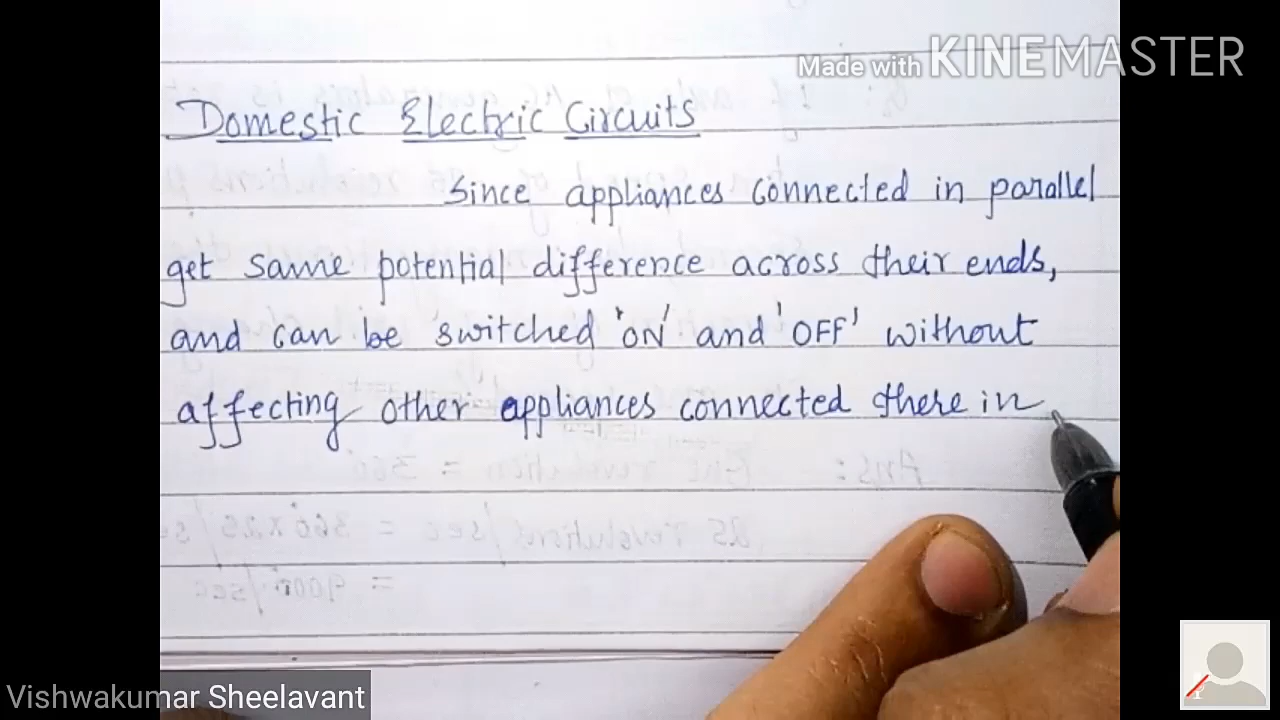 Made with KINEMASTER
Domestic Electric Circuits
Since appliances connected in parallel
get same potential difference across their ends,
and can be switched 'ON' and 'OFF' without
affecting other appliances connected there in
Vishwakumar Sheelavant